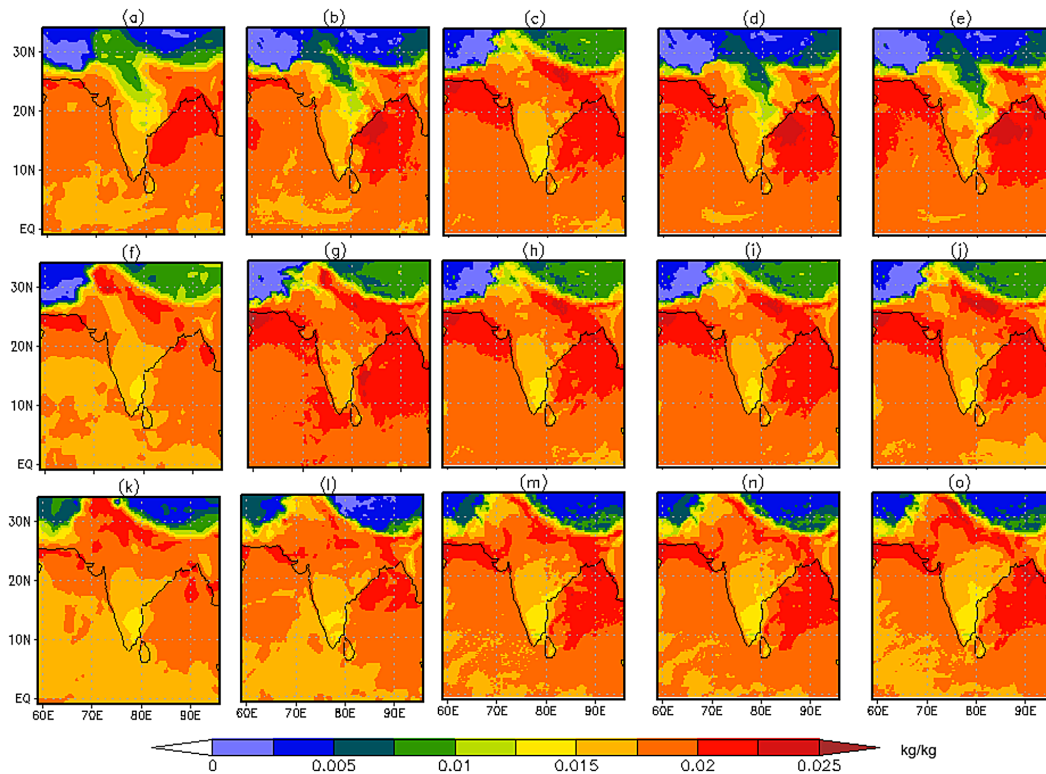 (a) (b) (c) (d) (e)
30N
20N
10N
EQ
(f) (g) (h) (i) (j)
30N
20N
10N
EQ
(k) (l) (m) (n) (o)
30N
20N
10N
EQ
60E 70E 80E 90E 60E 70E 80E 90E 60E 70E 80E 90E 60E 70E 80E 90E 60E 70E 80E 90E
kg/kg
0 0.005 0.01 0.015 0.02 0.025